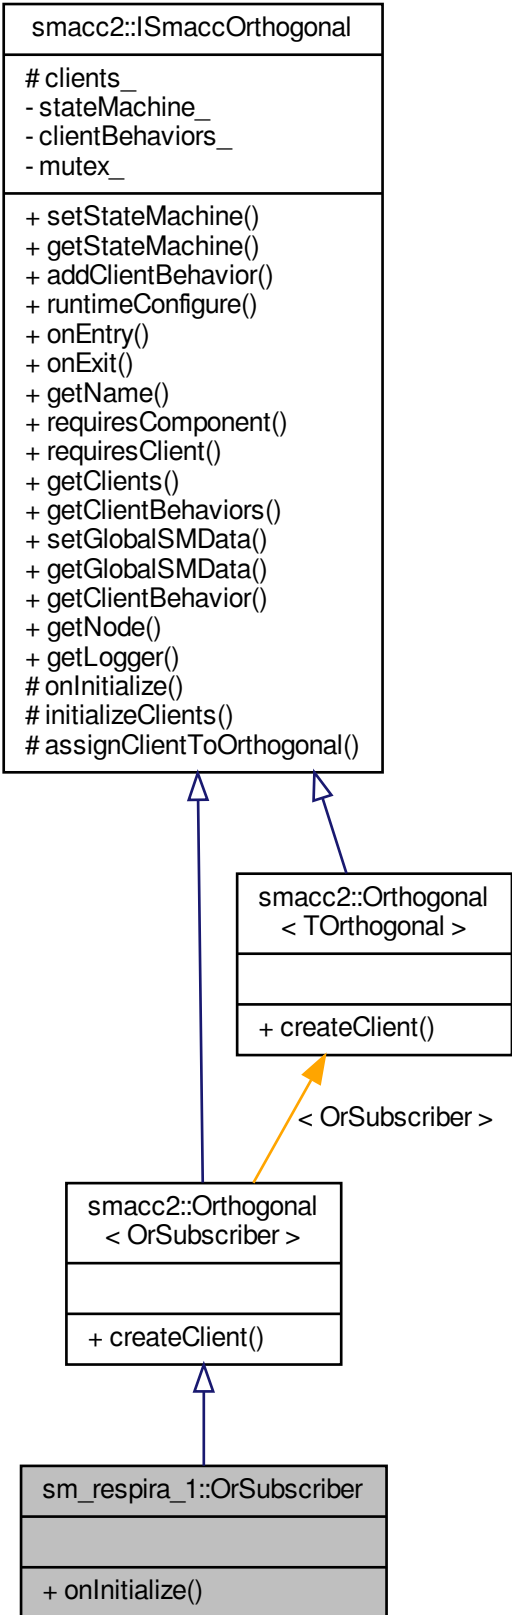 smacc2::ISmaccOrthogonal
# clients_
- stateMachine_
- clientBehaviors_
- mutex_
+ setStateMachine()
+ getStateMachine()
+ addClientBehavior()
+ runtimeConfigure()
+ onEntry()
+ onExit()
+ getName()
+ requiresComponent()
+ requiresClient()
+ getClients()
+ getClientBehaviors()
+ setGlobalSMData()
+ getGlobalSMData()
+ getClientBehavior()
+ getNode()
+ getLogger()
# onInitialize()
# initializeClients()
# assignClientToOrthogonal()
smacc2::Orthogonal
< TOrthogonal >
+ createClient()
< OrSubscriber >
smacc2::Orthogonal
< OrSubscriber >
+ createClient()
sm_respira_1::OrSubscriber
+ onInitialize()